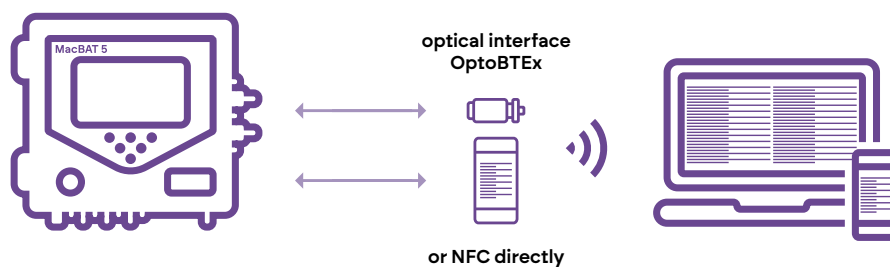 MacBAT 5
optical interface
OptoBTEx
or NFC directly